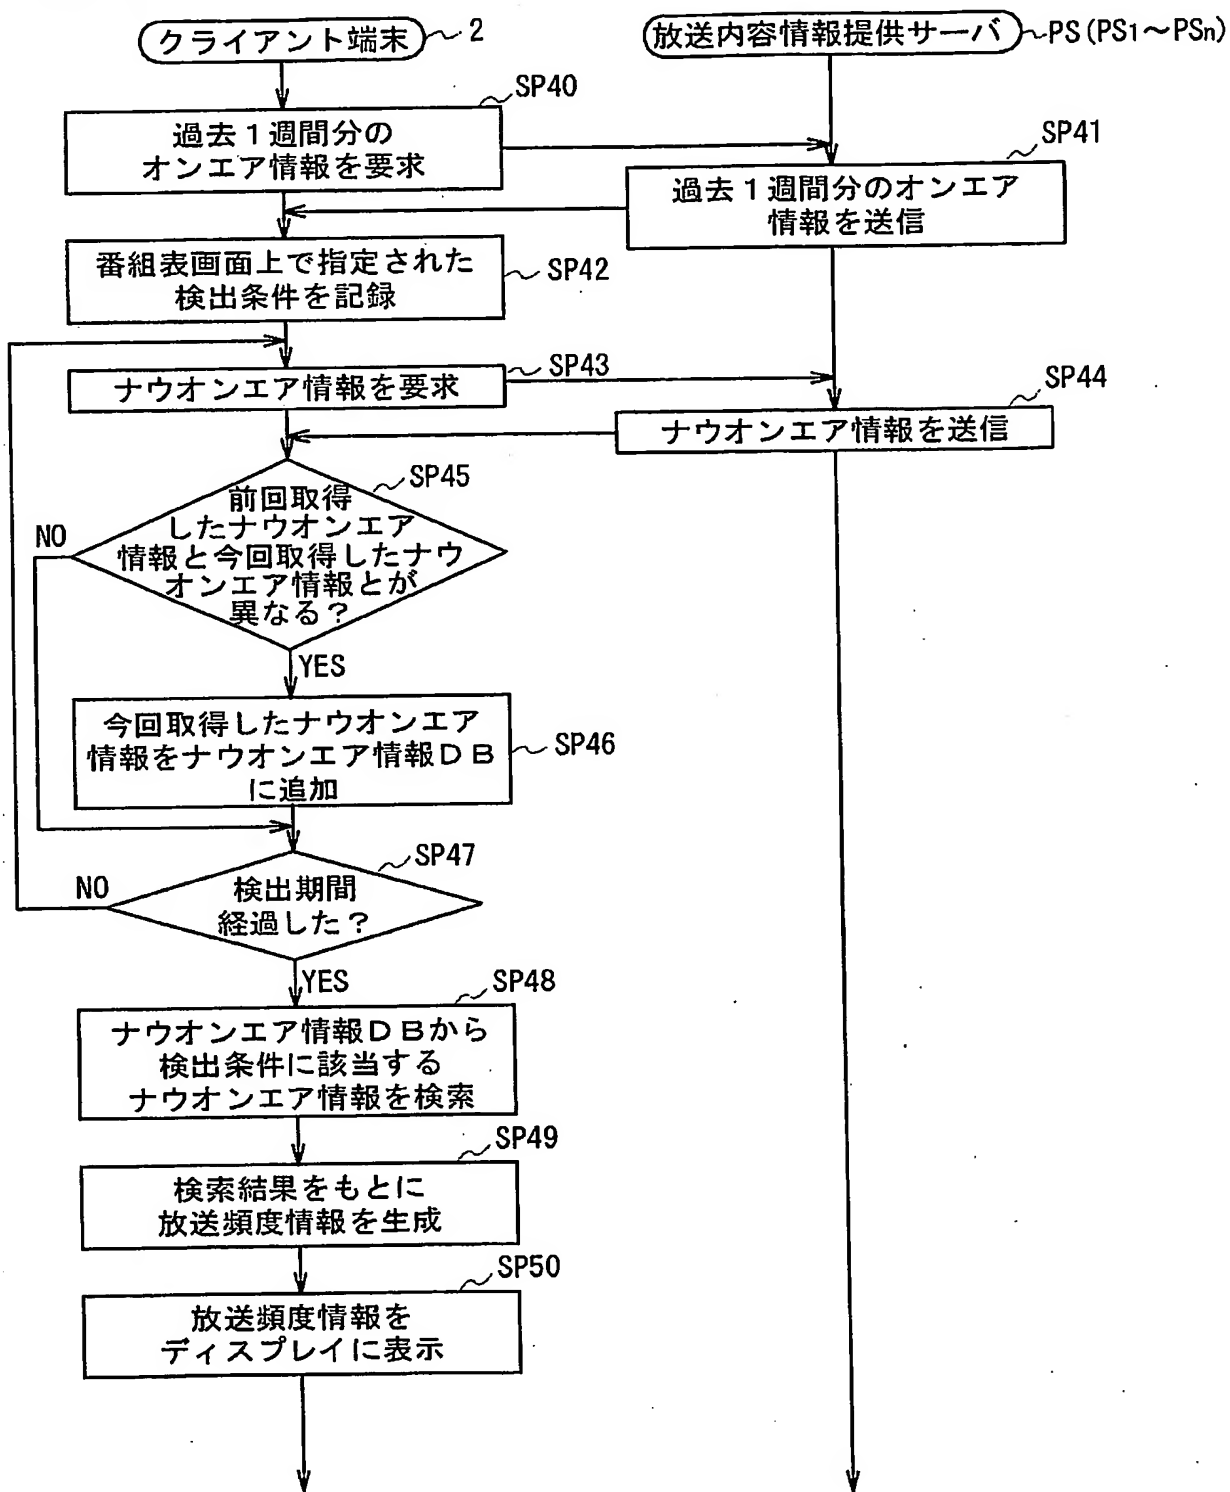 クライアント端末
2
放送内容情報提供サーバ
PS(PS1～PSn)
SP40
過去１週間分の
オンエア情報を要求
SP41
過去１週間分のオンエア
情報を送信
番組表画面上で指定された
検出条件を記録
SP42
SP43
ナウオンエア情報を要求
SP44
ナウオンエア情報を送信
SP45
前回取得
したナウオンエア
情報と今回取得したナウ
オンエア情報とが
異なる？
NO
YES
今回取得したナウオンエア
情報をナウオンエア情報ＤＢ
に追加
SP46
SP47
検出期間
経過した？
NO
YES
SP48
ナウオンエア情報ＤＢから
検出条件に該当する
ナウオンエア情報を検索
SP49
検索結果をもとに
放送頻度情報を生成
SP50
放送頻度情報を
ディスプレイに表示